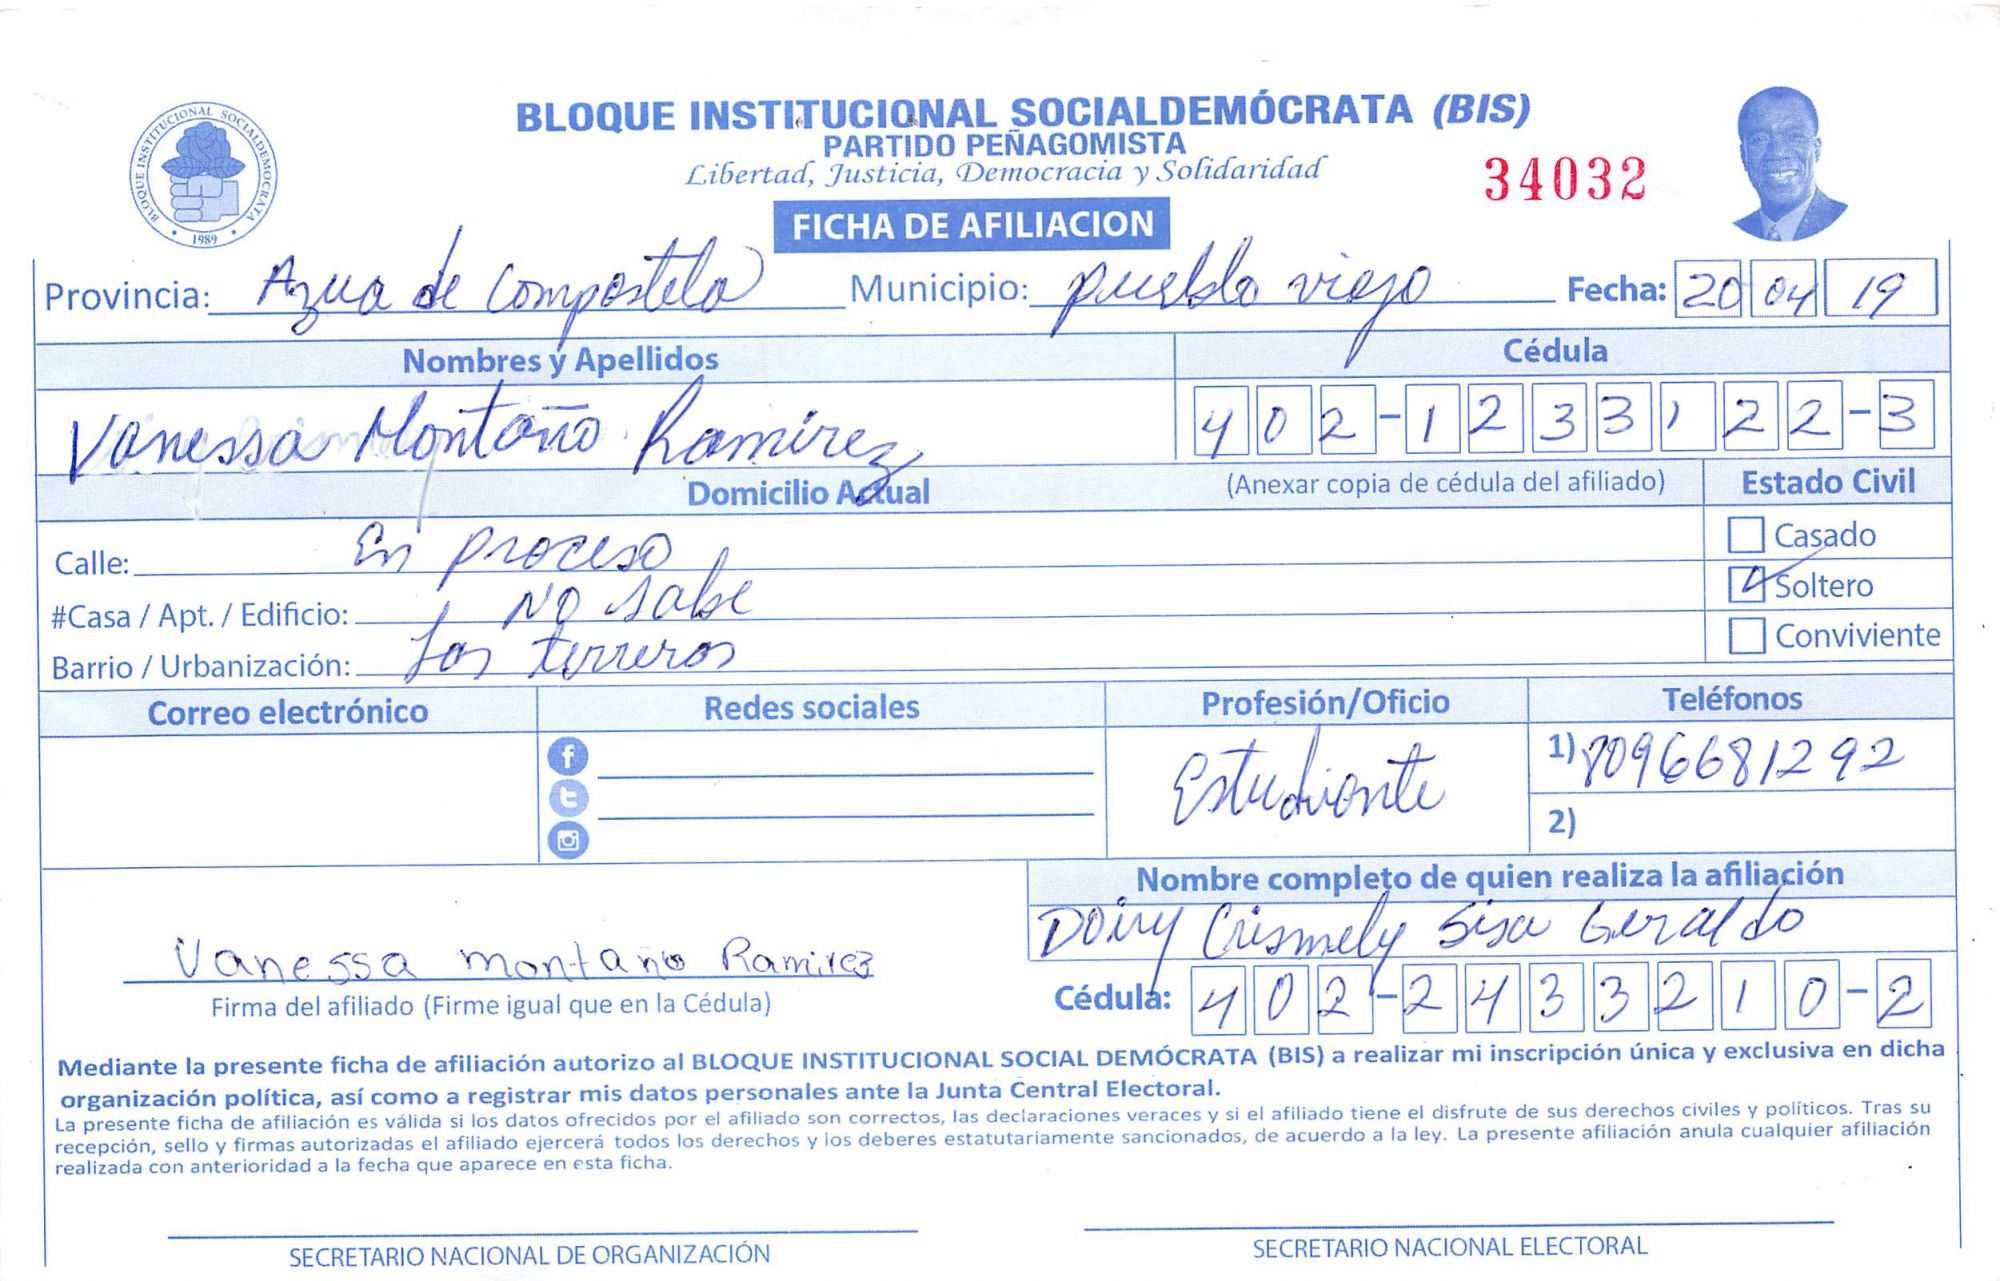 BLOQUE INSTITUCIONAL SOCIALDEMÓCRATA (BIS)
PARTIDO PEÑAGOMISTA
Libertad, Justicia, Democracia y Solidaridad
34032
BLOQUE INSTITUCIONAL SOCIALDEMOCRATA
1989
FICHA DE AFILIACION
Provincia: Azua de Compostela Municipio: pueblo viejo Fecha: 20 04 19
Nombres y Apellidos Cédula
Vanessa Montaño Ramirez 402-1233122-3
Domicilio Actual (Anexar copia de cédula del afiliado) Estado Civil
Calle: En proceso Casado
#Casa / Apt. / Edificio: No sabe Soltero
Barrio / Urbanización: Los terreros Conviviente
Correo electrónico Redes sociales Profesión/Oficio Teléfonos
Estudiante 1) 8096681292
2)
Nombre completo de quien realiza la afiliación
Crismely Sisa Geraldo
Vanessa montaño Ramirez
Firma del afiliado (Firme igual que en la Cédula) Cédula: 402-2433210-2
Mediante la presente ficha de afiliación autorizo al BLOQUE INSTITUCIONAL SOCIAL DEMÓCRATA (BIS) a realizar mi inscripción única y exclusiva en dicha
organización política, así como a registrar mis datos personales ante la Junta Central Electoral.
La presente ficha de afiliación es válida si los datos ofrecidos por el afiliado son correctos, las declaraciones veraces y si el afiliado tiene el disfrute de sus derechos civiles y políticos. Tras su
recepción, sello y firmas autorizadas el afiliado ejercerá todos los derechos y los deberes estatutariamente sancionados, de acuerdo a la ley. La presente afiliación anula cualquier afiliación
realizada con anterioridad a la fecha que aparece en esta ficha.
SECRETARIO NACIONAL DE ORGANIZACIÓN SECRETARIO NACIONAL ELECTORAL